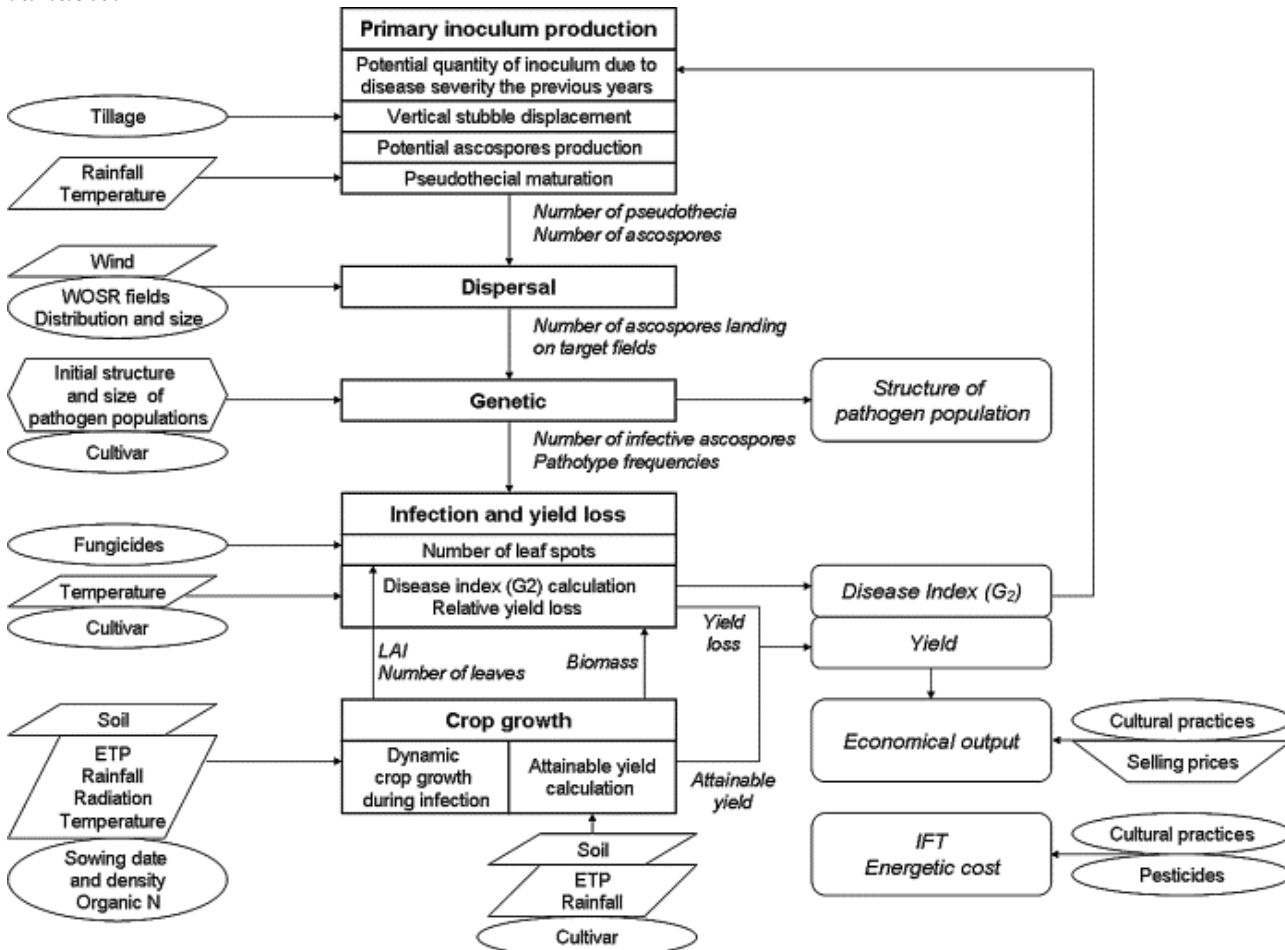 Primary inoculum production
Potential quantity of inoculum due to
disease severity the previous years
Tillage
Vertical stubble displacement
Potential ascospores production
Rainfall
Temperature
Pseudothecial maturation
Number of pseudothecia
Number of ascospores
Wind
WOSR fields
Distribution and size
Dispersal
Number of ascospores landing
on target fields
Initial structure
and size of
pathogen populations
Cultivar
Genetic
Structure of
pathogen population
Number of infective ascospores
Pathotype frequencies
Infection and yield loss
Fungicides
Number of leaf spots
Temperature
Cultivar
Disease index (G2) calculation
Relative yield loss
Disease Index (G₂)
Yield
loss
Yield
LAI
Number of leaves
Biomass
Soil
ETP
Rainfall
Radiation
Temperature
Sowing date
and density
Organic N
Crop growth
Dynamic
crop growth
during infection
Attainable yield
calculation
Attainable
yield
Economical output
Cultural practices
Selling prices
Soil
ETP
Rainfall
Cultivar
IFT
Energetic cost
Cultural practices
Pesticides